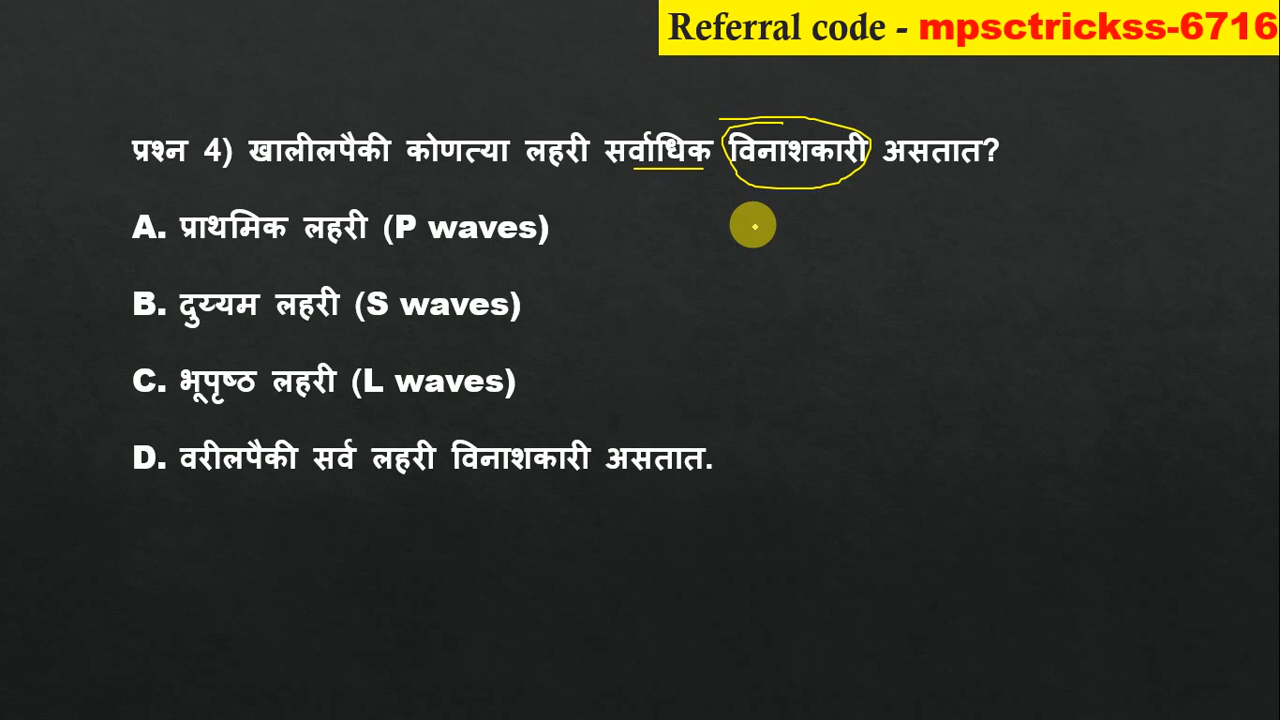 Referral code - mpsctrickss-6716
प्रश्न 4) खालीलपैकी कोणत्या लहरी सर्वाधिक विनाशकारी असतात?
A. प्राथमिक लहरी (P waves)
B. दुय्यम लहरी (S waves)
C. भूपृष्ठ लहरी (L waves)
D. वरीलपैकी सर्व लहरी विनाशकारी असतात.